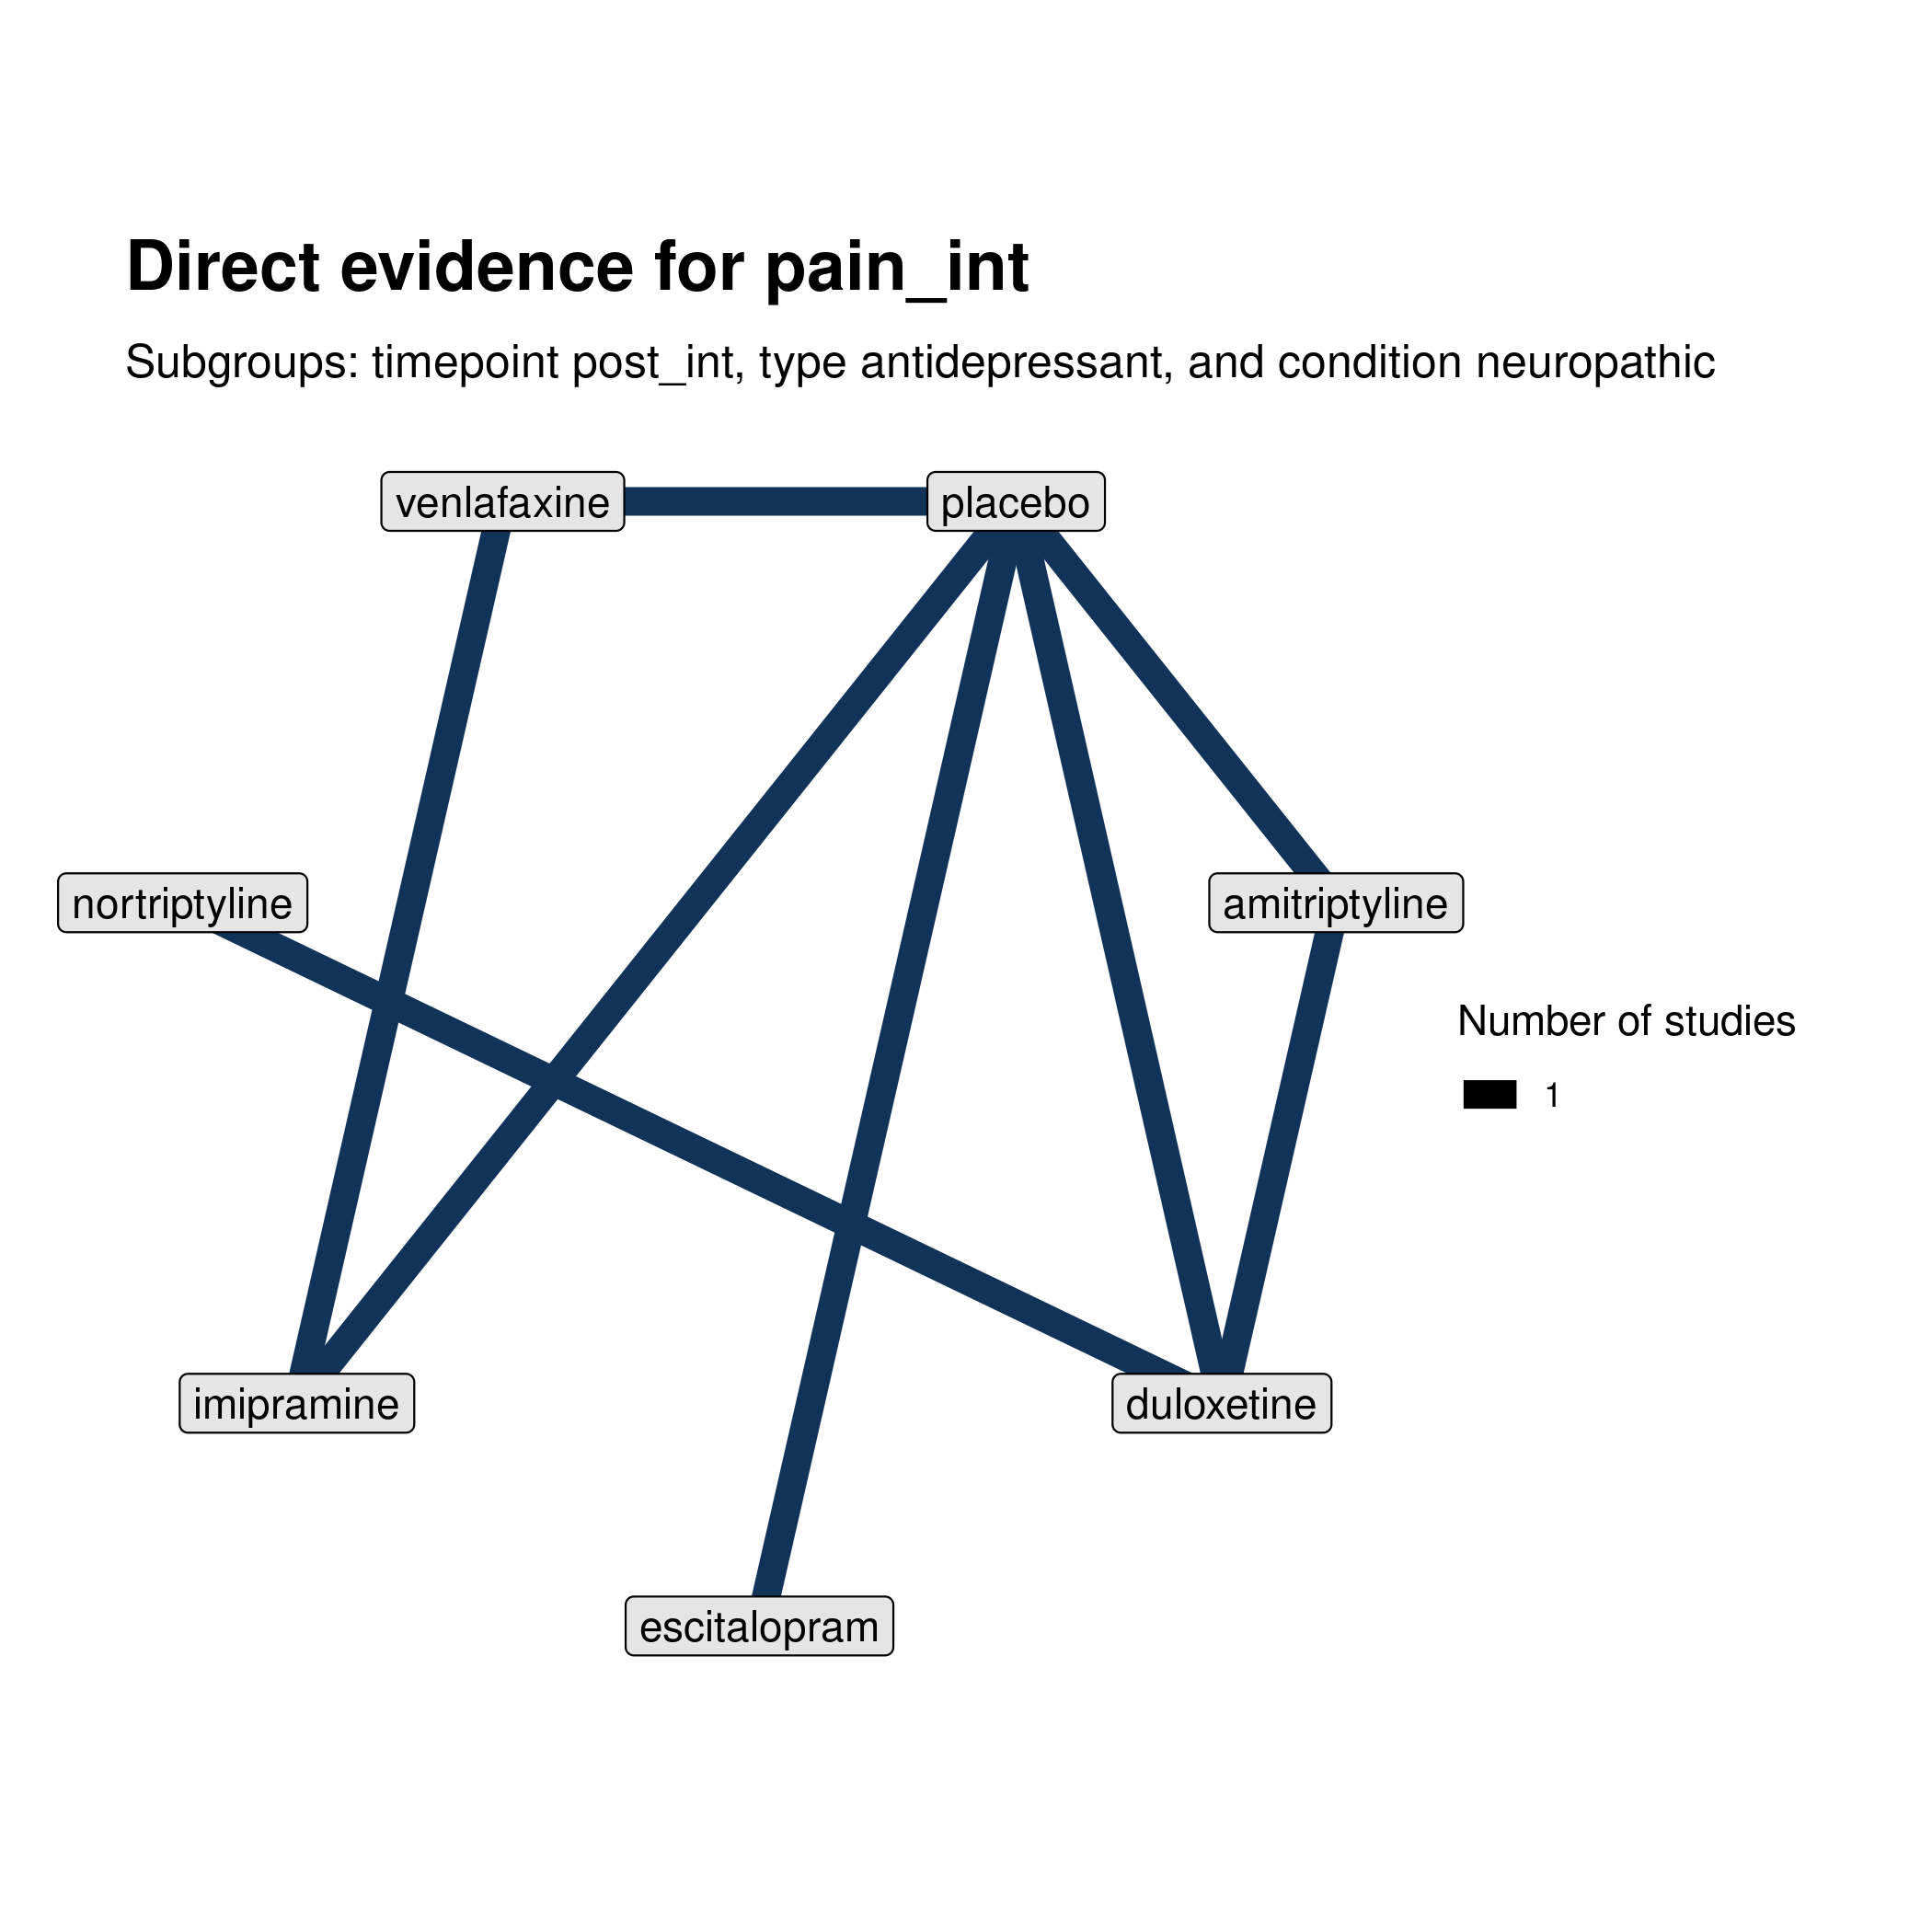 Direct evidence for pain_int
Subgroups: timepoint post_int, type antidepressant, and condition neuropathic
venlafaxine
placebo
nortriptyline
amitriptyline
Number of studies
1
imipramine
duloxetine
escitalopram